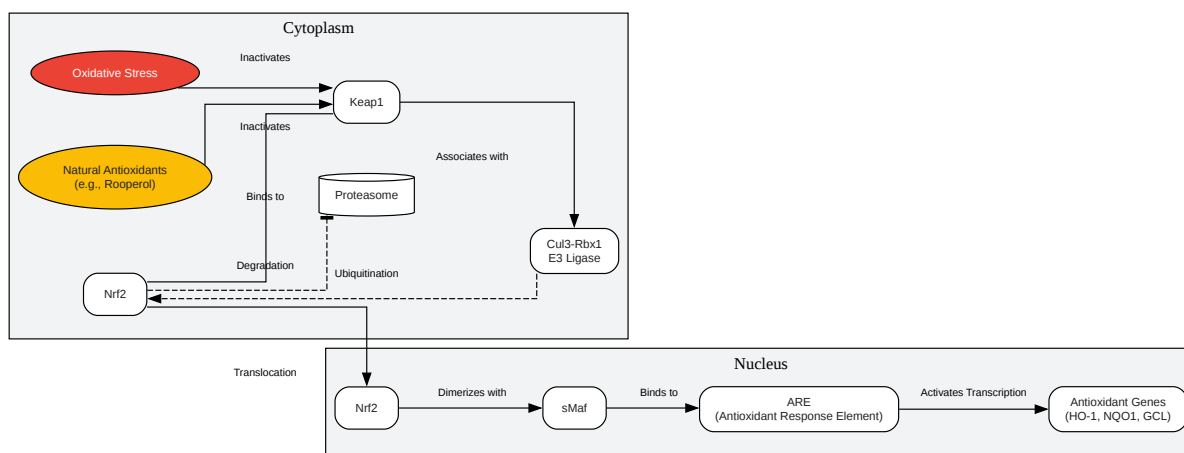 Cytoplasm
Oxidative Stress
Inactivates
Keap1
Inactivates
Natural Antioxidants
(e.g., Rooperol)
Associates with
Binds to
Proteasome
Cul3-Rbx1
E3 Ligase
Degradation
Ubiquitination
Nrf2
Translocation
Nucleus
Nrf2
Dimerizes with
sMaf
Binds to
ARE
(Antioxidant Response Element)
Activates Transcription
Antioxidant Genes
(HO-1, NQO1, GCL)